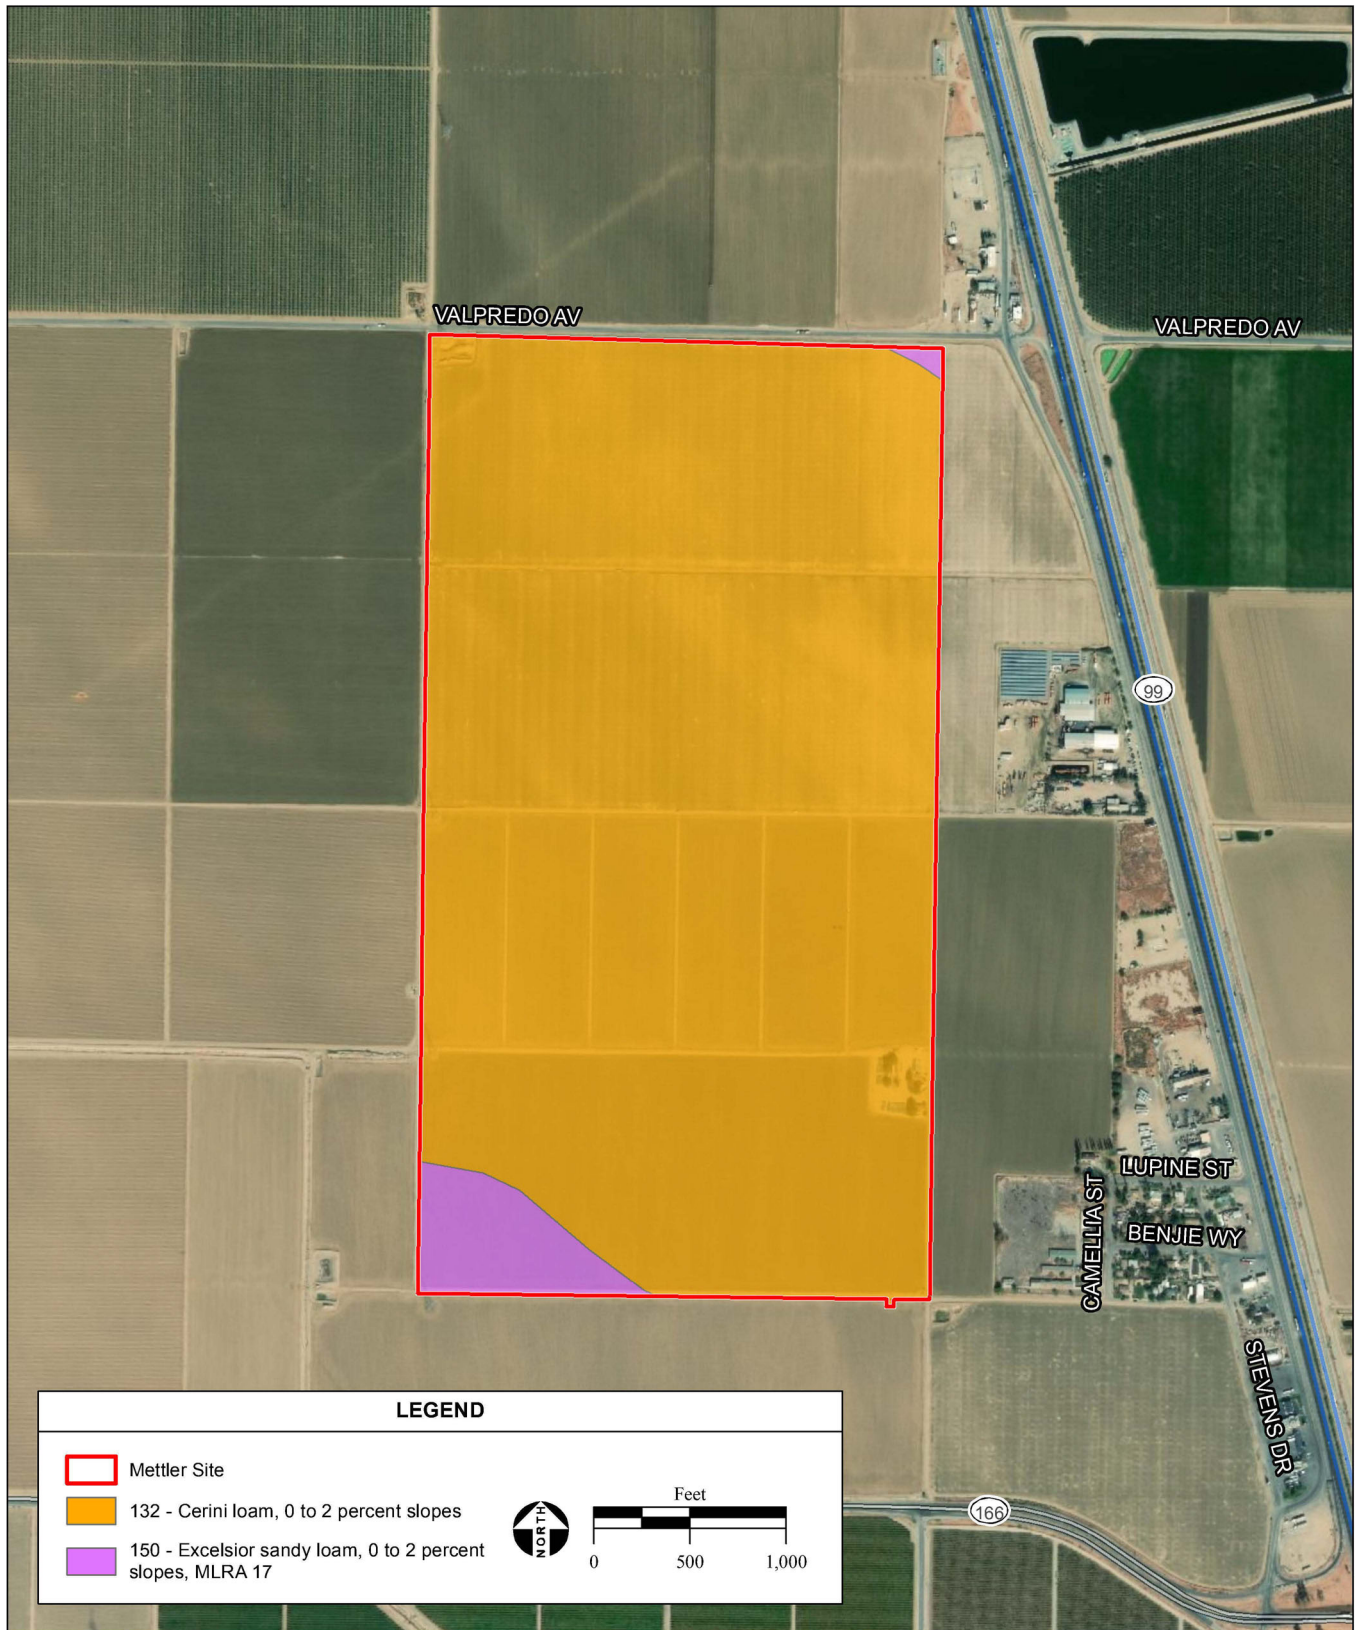 VALPREDO AV
VALPREDO AV
99
LUPINE ST
CAMELLIA ST
BENJIE WY
STEVENS DR
166
LEGEND
Mettler Site
132 - Cerini loam, 0 to 2 percent slopes
150 - Excelsior sandy loam, 0 to 2 percent
slopes, MLRA 17
NORTH
Feet
0 500 1,000